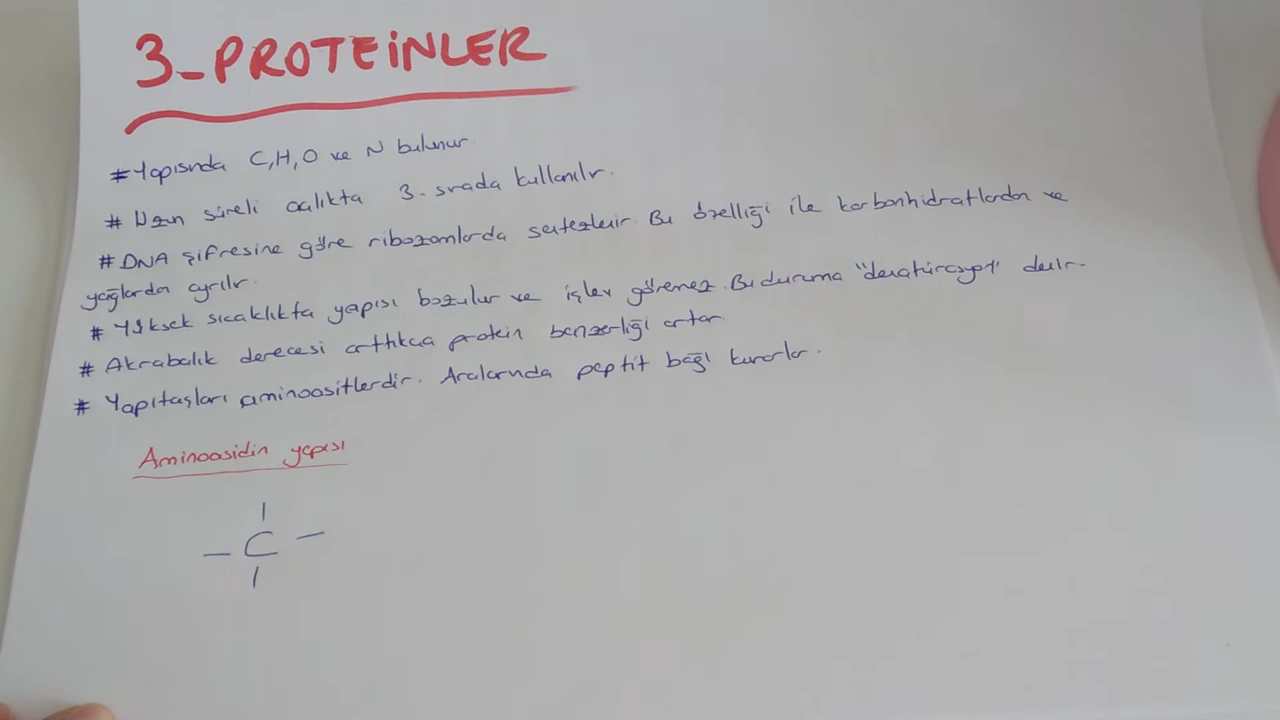 3-PROTEİNLER
# Yapısında C,H,O ve N bulunur.
# Uzun süreli açlıkta 3. sırada kullanılır.
# DNA şifresine göre ribozomlarda sentezlenir. Bu özelliği ile karbonhidratlardan ve
yağlardan ayrılır.
# Yüksek sıcaklıkta yapısı bozulur ve işlev göremez. Bu duruma "denatürasyon" denir.
# Akrabalık derecesi arttıkça protein benzerliği artar.
# Yapıtaşları aminoasitlerdir. Aralarında peptit bağı kurarlar.
Aminoasidin yapısı
C